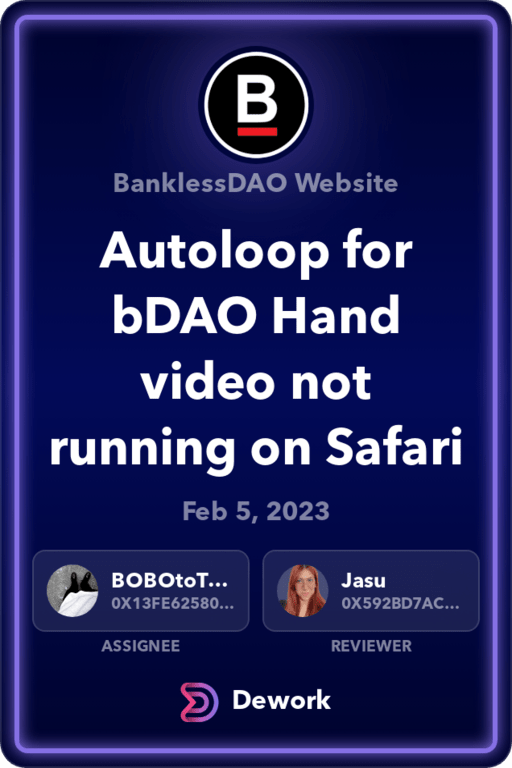 B
BanklessDAO Website
Autoloop for
bDAO Hand
video not
running on Safari
Feb 5, 2023
BOBOtoT...
0X13FE62580...
ASSIGNEE
Jasu
0X592BD7AC...
REVIEWER
Dework